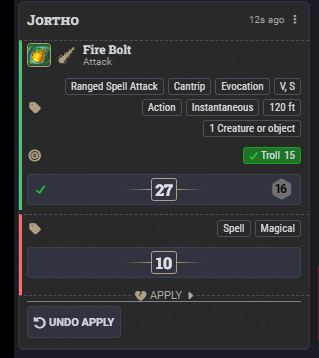 Jortho 12s ago
Fire Bolt
Attack
Ranged Spell Attack Cantrip Evocation V, S
Action Instantaneous 120 ft
1 Creature or object
Troll 15
27 16
Spell Magical
10
APPLY
UNDO APPLY